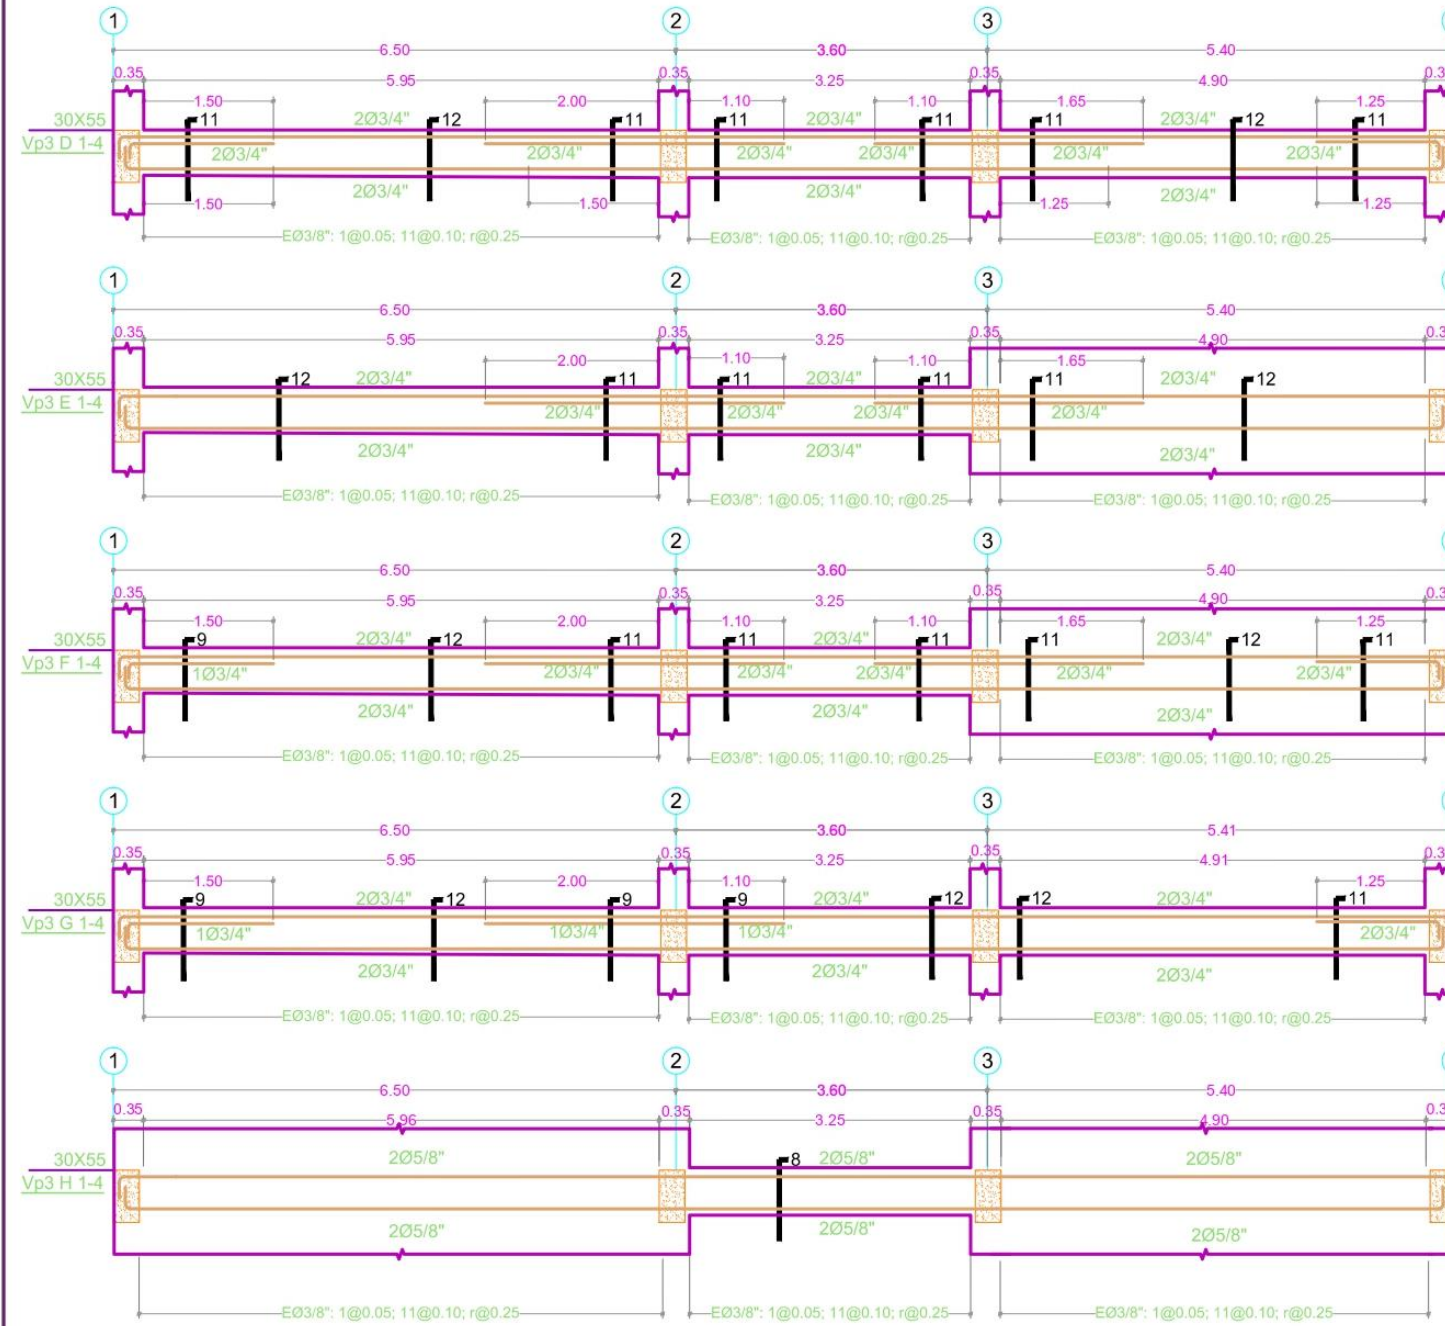 1 2 3
6.50 3.60 5.40
0.35 5.95 0.35 3.25 0.35 4.90
1.50 2.00 1.10 1.10 1.65 1.25
30X55 11 2Ø3/4" 12 11 11 2Ø3/4" 11 11 2Ø3/4" 12 11
Vp3 D 1-4 2Ø3/4" 2Ø3/4" 2Ø3/4" 2Ø3/4" 2Ø3/4" 2Ø3/4"
2Ø3/4" 2Ø3/4" 2Ø3/4"
1.50 1.50 1.25 1.25
EØ3/8": 1@0.05; 11@0.10; r@0.25 EØ3/8": 1@0.05; 11@0.10; r@0.25 EØ3/8": 1@0.05; 11@0.10; r@0.25
1 2 3
6.50 3.60 5.40
0.35 5.95 0.35 3.25 0.35 4.90
2.00 1.10 1.10 1.65
30X55 12 2Ø3/4" 11 11 2Ø3/4" 11 11 2Ø3/4" 12
Vp3 E 1-4 2Ø3/4" 2Ø3/4" 2Ø3/4" 2Ø3/4"
2Ø3/4" 2Ø3/4" 2Ø3/4"
EØ3/8": 1@0.05; 11@0.10; r@0.25 EØ3/8": 1@0.05; 11@0.10; r@0.25 EØ3/8": 1@0.05; 11@0.10; r@0.25
1 2 3
6.50 3.60 5.40
0.35 5.95 0.35 3.25 0.35 4.90
1.50 2.00 1.10 1.10 1.65 1.25
30X55 9 2Ø3/4" 12 11 11 2Ø3/4" 11 11 2Ø3/4" 12 11
Vp3 F 1-4 1Ø3/4" 2Ø3/4" 2Ø3/4" 2Ø3/4" 2Ø3/4" 2Ø3/4"
2Ø3/4" 2Ø3/4" 2Ø3/4"
EØ3/8": 1@0.05; 11@0.10; r@0.25 EØ3/8": 1@0.05; 11@0.10; r@0.25 EØ3/8": 1@0.05; 11@0.10; r@0.25
1 2 3
6.50 3.60 5.41
0.35 5.95 0.35 3.25 0.35 4.91
1.50 2.00 1.10 1.25
30X55 9 2Ø3/4" 12 9 9 2Ø3/4" 12 12 2Ø3/4" 11
Vp3 G 1-4 1Ø3/4" 1Ø3/4" 1Ø3/4" 2Ø3/4"
2Ø3/4" 2Ø3/4" 2Ø3/4"
EØ3/8": 1@0.05; 11@0.10; r@0.25 EØ3/8": 1@0.05; 11@0.10; r@0.25 EØ3/8": 1@0.05; 11@0.10; r@0.25
1 2 3
6.50 3.60 5.40
0.35 5.96 0.35 3.25 0.35 4.90
30X55 2Ø5/8" 8 2Ø5/8" 2Ø5/8"
Vp3 H 1-4
2Ø5/8" 2Ø5/8" 2Ø5/8"
EØ3/8": 1@0.05; 11@0.10; r@0.25 EØ3/8": 1@0.05; 11@0.10; r@0.25 EØ3/8": 1@0.05; 11@0.10; r@0.25